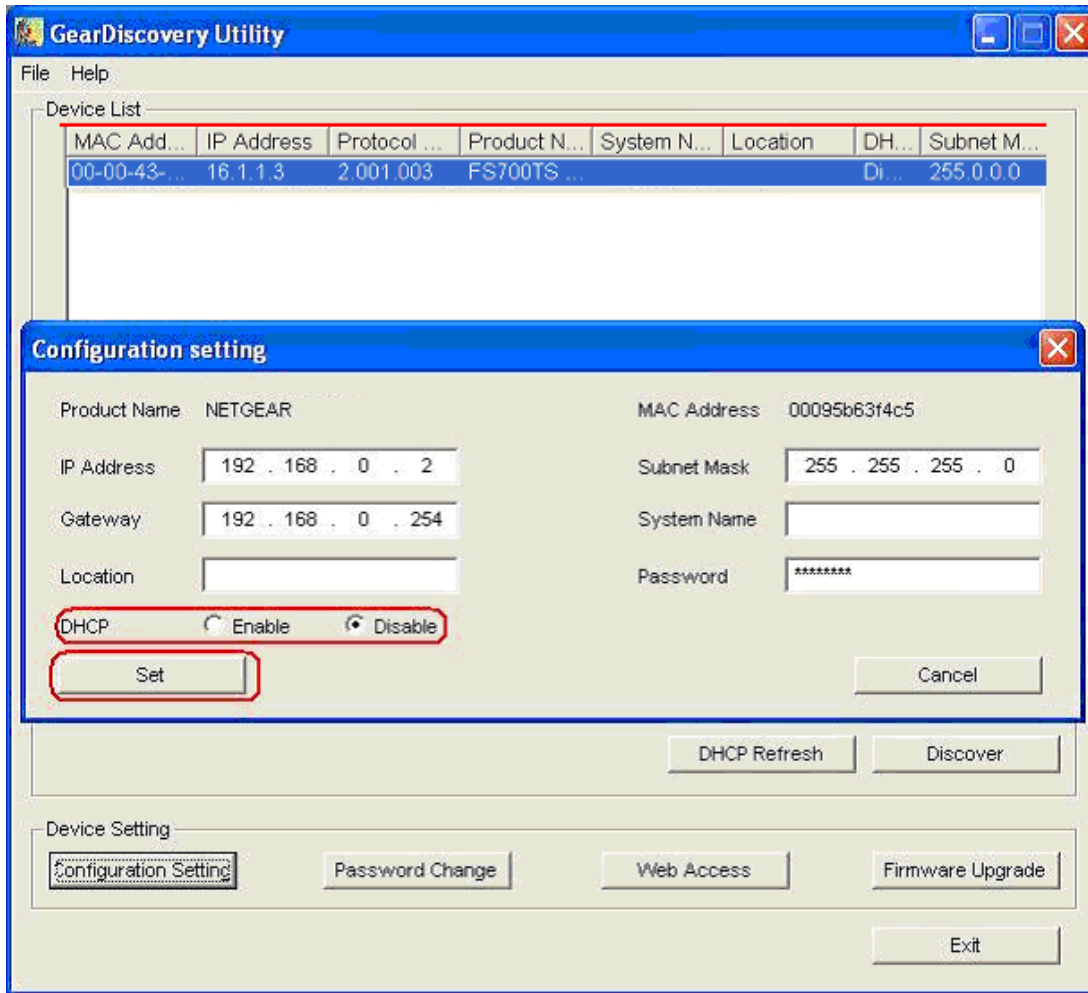 GearDiscovery Utility
File Help
Device List
MAC Add... IP Address Protocol ... Product N... System N... Location DH... Subnet M...
00-00-43-... 16.1.1.3 2.001.003 FS700TS ... Di... 255.0.0.0
Configuration setting
Product Name NETGEAR MAC Address 00095b63f4c5
IP Address 192 . 168 . 0 . 2 Subnet Mask 255 . 255 . 255 . 0
Gateway 192 . 168 . 0 . 254 System Name
Location Password ********
DHCP Enable Disable
Set Cancel
DHCP Refresh Discover
Device Setting
Configuration Setting Password Change Web Access Firmware Upgrade
Exit